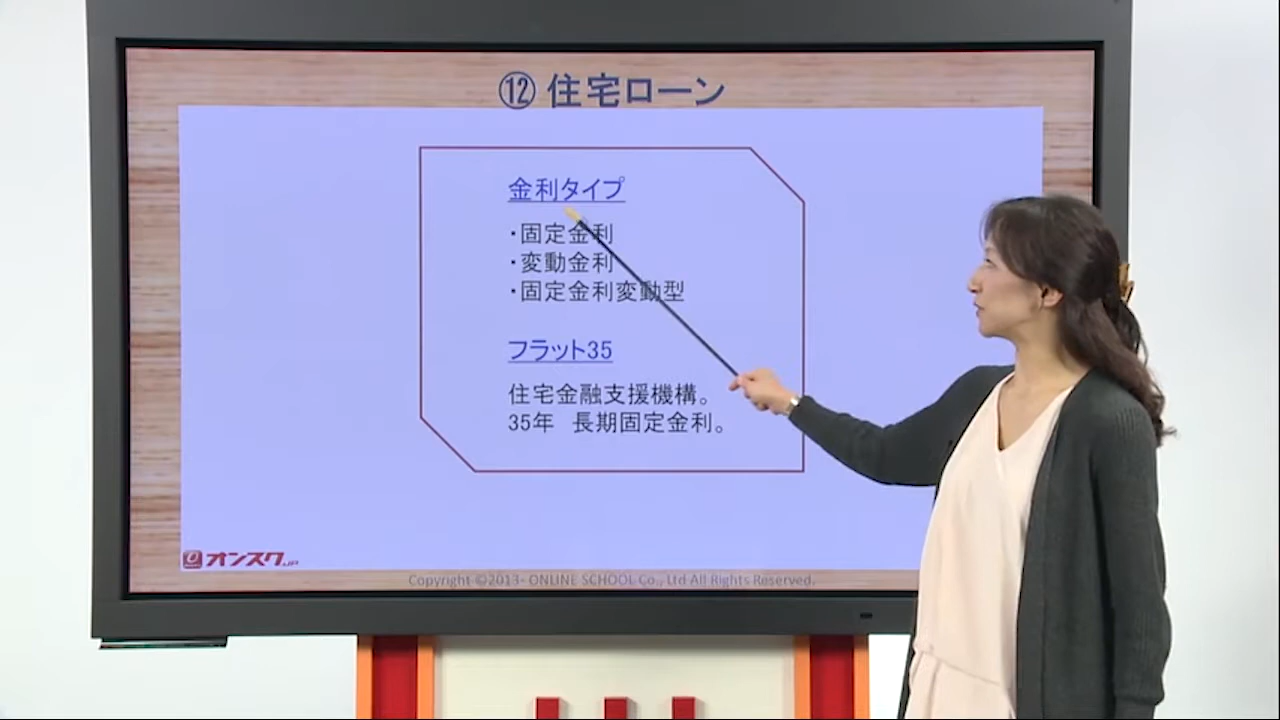 ⑫ 住宅ローン
金利タイプ
・固定金利
・変動金利
・固定金利変動型
フラット35
住宅金融支援機構。
35年　長期固定金利。
オンスク.JP
Copyright ©2013- ONLINE SCHOOL Co., Ltd All Rights Reserved.